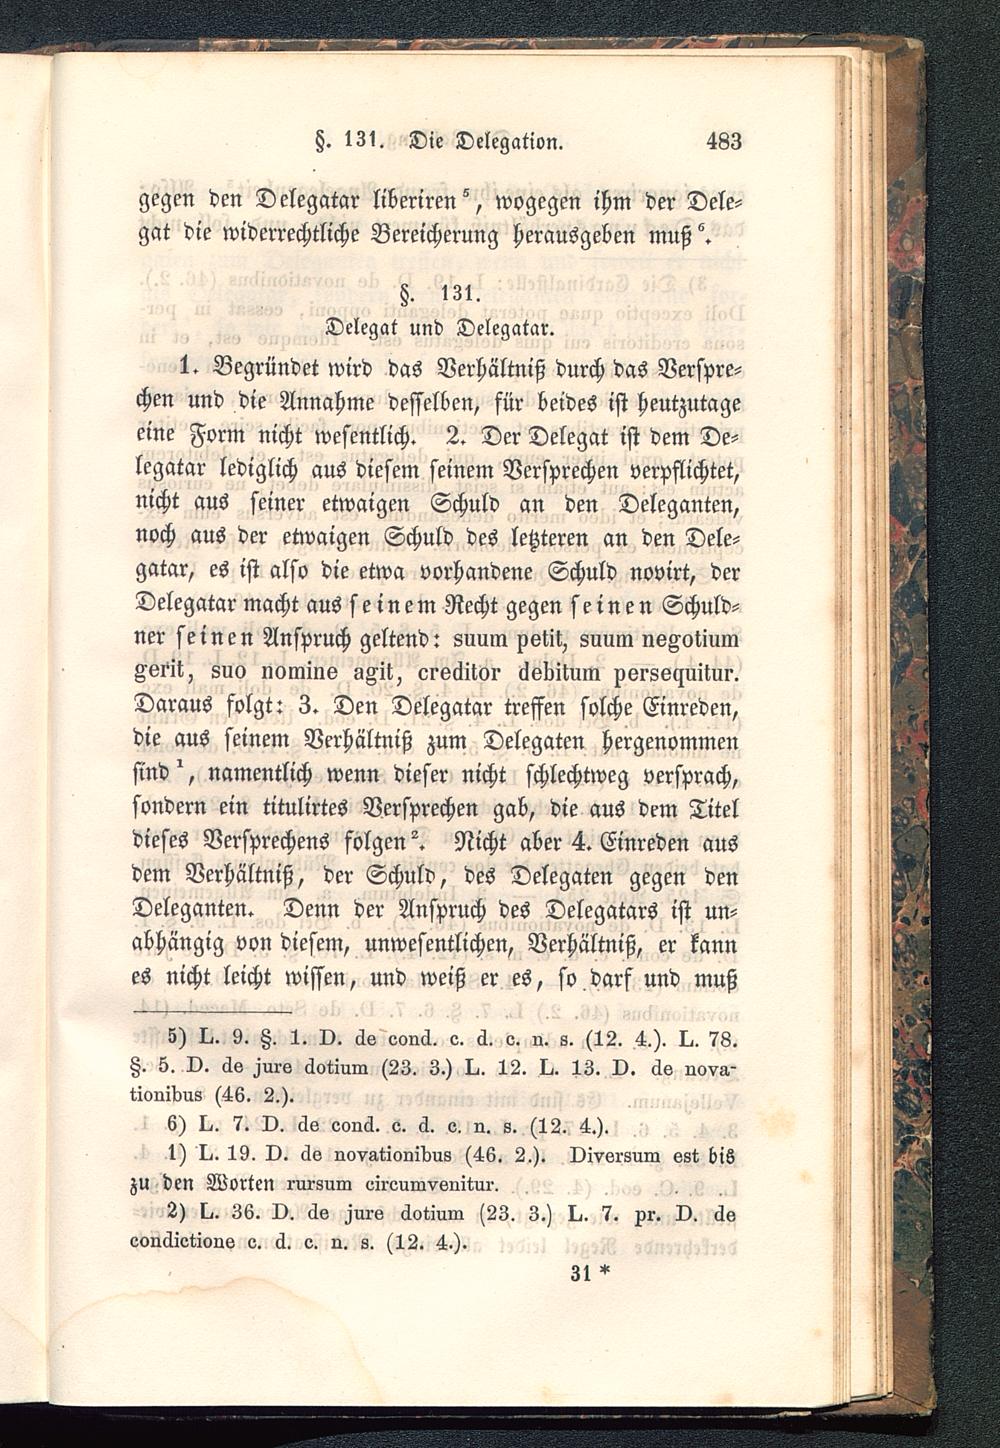 §. 131. Die Delegation. 483
gegen den Delegatar liberiren 5, wogegen ihm der Dele-
gat die widerrechtliche Bereicherung herausgeben muß 6.
§. 131.
Delegat und Delegatar.
1. Begründet wird das Verhältniß durch das Verspre-
chen und die Annahme desselben, für beides ist heutzutage
eine Form nicht wesentlich. 2. Der Delegat ist dem De-
legatar lediglich aus diesem seinem Versprechen verpflichtet,
nicht aus seiner etwaigen Schuld an den Deleganten,
noch aus der etwaigen Schuld des letzteren an den Dele-
gatar, es ist also die etwa vorhandene Schuld novirt, der
Delegatar macht aus seinem Recht gegen seinen Schuld-
ner seinen Anspruch geltend: suum petit, suum negotium
gerit, suo nomine agit, creditor debitum persequitur.
Daraus folgt: 3. Den Delegatar treffen solche Einreden,
die aus seinem Verhältniß zum Delegaten hergenommen
sind 1, namentlich wenn dieser nicht schlechtweg versprach,
sondern ein titulirtes Versprechen gab, die aus dem Titel
dieses Versprechens folgen 2. Nicht aber 4. Einreden aus
dem Verhältniß, der Schuld, des Delegaten gegen den
Deleganten. Denn der Anspruch des Delegatars ist un-
abhängig von diesem, unwesentlichen, Verhältniß, er kann
es nicht leicht wissen, und weiß er es, so darf und muß
5) L. 9. §. 1. D. de cond. c. d. c. n. s. (12. 4.). L. 78.
§. 5. D. de jure dotium (23. 3.) L. 12. L. 13. D. de nova-
tionibus (46. 2.).
6) L. 7. D. de cond. c. d. c. n. s. (12. 4.).
1) L. 19. D. de novationibus (46. 2.). Diversum est bis
zu den Worten rursum circumvenitur.
2) L. 36. D. de jure dotium (23. 3.) L. 7. pr. D. de
condictione c. d. c. n. s. (12. 4.).
31 *